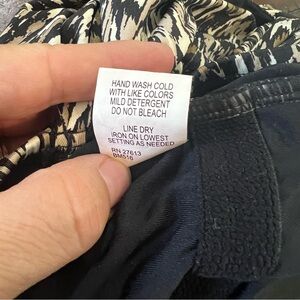 HAND WASH COLD
WITH LIKE COLORS
MILD DETERGENT
DO NOT BLEACH
LINE DRY
IRON ON LOWEST
SETTING AS NEEDED
RN 27613
BM016